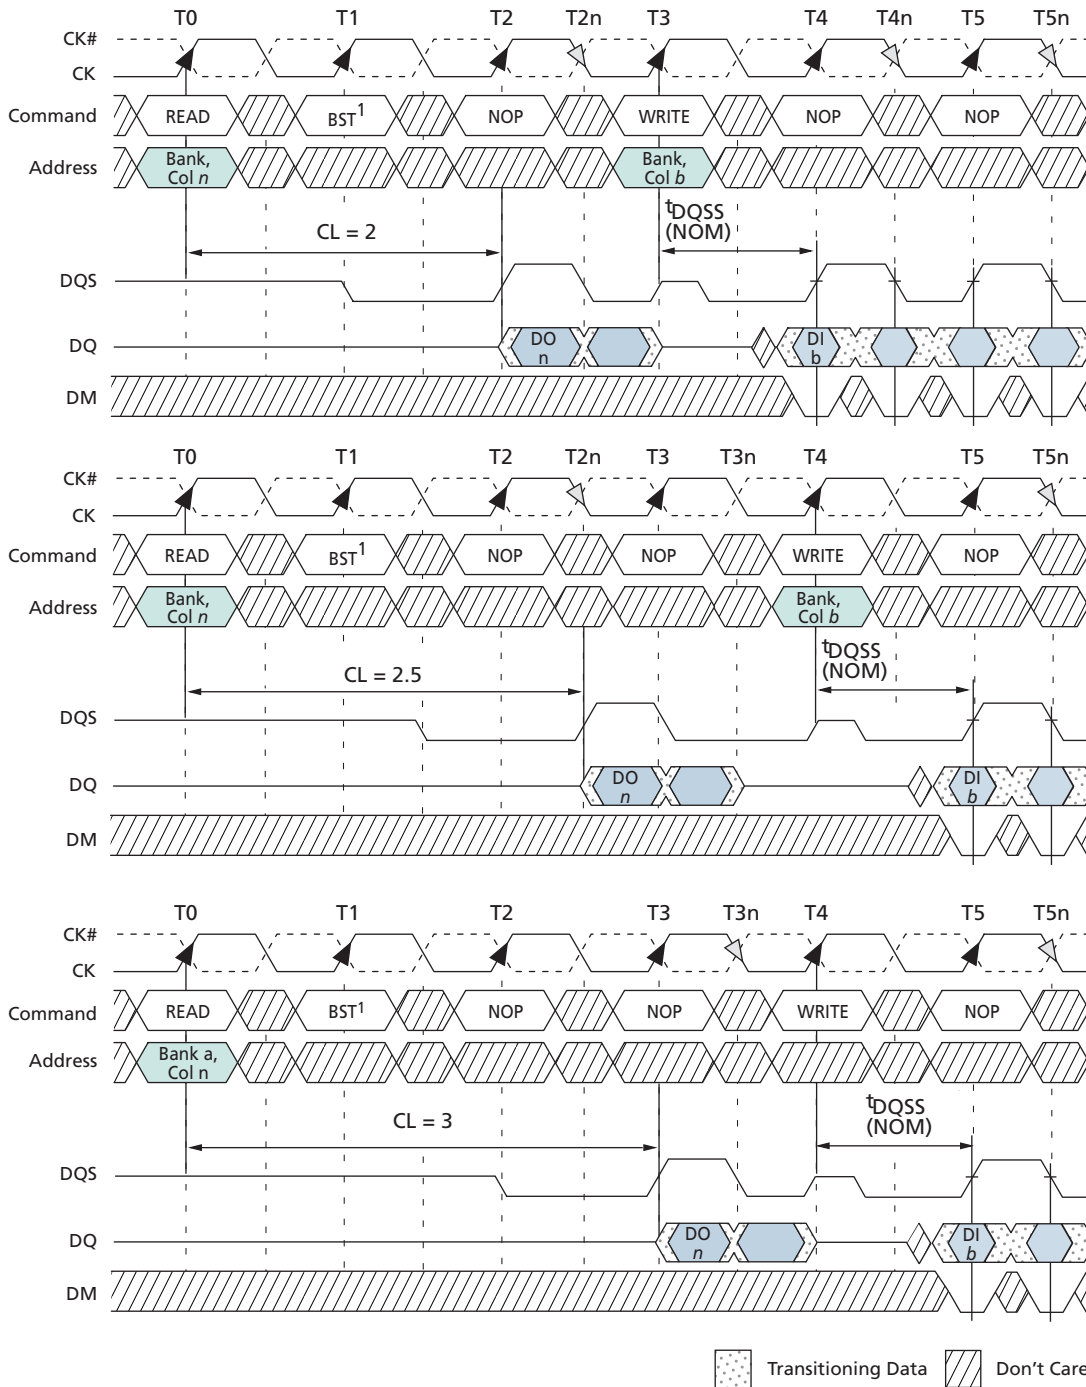 T0 T1 T2 T2n T3 T4 T4n T5 T5n
CK#
CK
Command READ BST1 NOP WRITE NOP NOP
Address Bank, Col n Bank, Col b
CL = 2 tDQSS (NOM)
DQS
DQ DO n DI b
DM
T0 T1 T2 T2n T3 T3n T4 T5 T5n
CK#
CK
Command READ BST1 NOP NOP WRITE NOP
Address Bank, Col n Bank, Col b
CL = 2.5 tDQSS (NOM)
DQS
DQ DO n DI b
DM
T0 T1 T2 T3 T3n T4 T5 T5n
CK#
CK
Command READ BST1 NOP NOP WRITE NOP
Address Bank a, Col n
CL = 3 tDQSS (NOM)
DQS
DQ DO n DI b
DM
Transitioning Data Don't Care